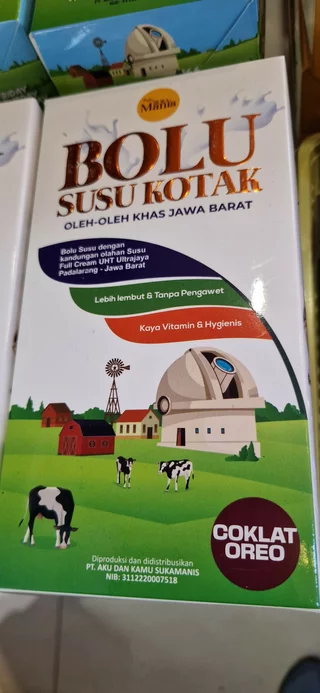 Manis
BOLU
SUSU KOTAK
OLEH-OLEH KHAS JAWA BARAT
Bolu Susu dengan
kandungan olahan Susu
Full Cream UHT Ultrajaya
Padalarang - Jawa Barat
Lebih lembut & Tanpa Pengawet
Kaya Vitamin & Hygienis
COKLAT
OREO
Diproduksi dan didistribusikan
PT. AKU DAN KAMU SUKAMANIS
NIB: 3112220007518